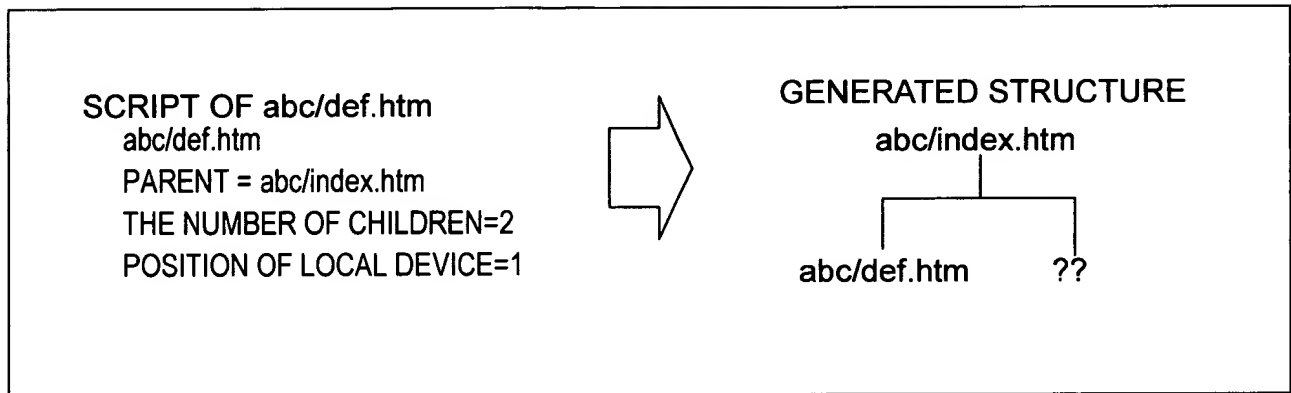 SCRIPT OF abc/def.htm
abc/def.htm
PARENT = abc/index.htm
THE NUMBER OF CHILDREN=2
POSITION OF LOCAL DEVICE=1
GENERATED STRUCTURE
abc/index.htm
abc/def.htm ??